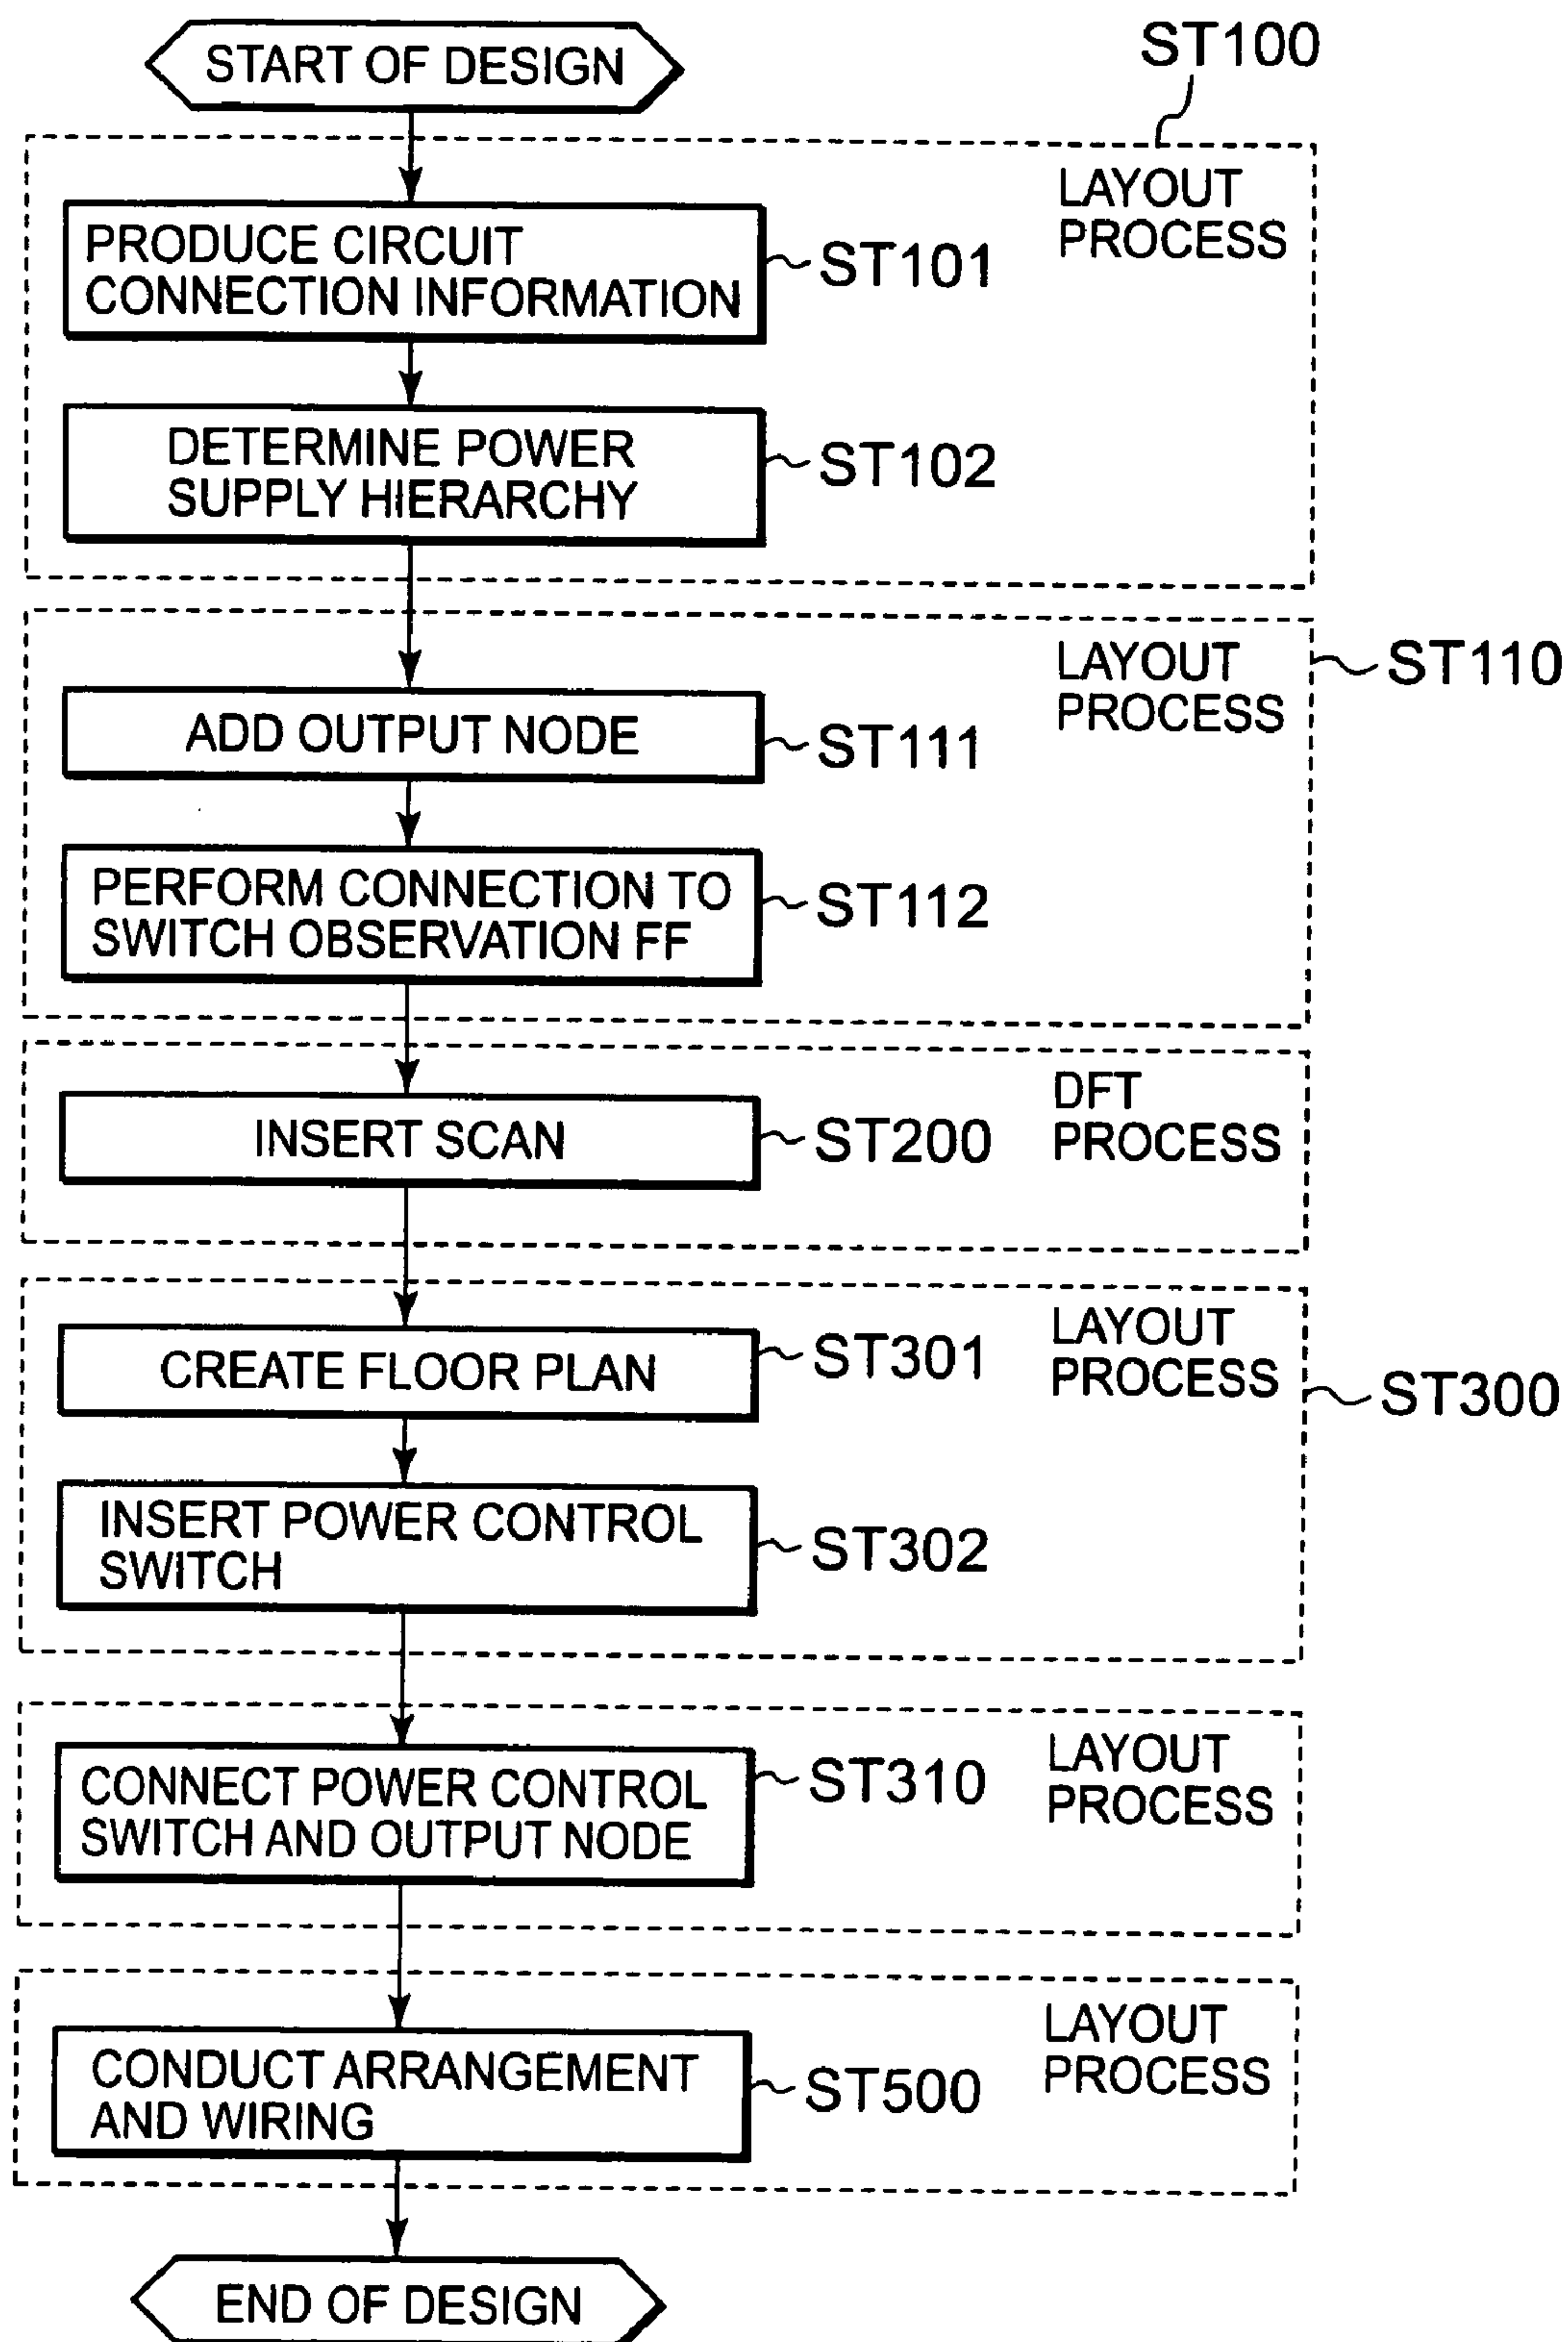 START OF DESIGN
ST100
LAYOUT
PROCESS
PRODUCE CIRCUIT
CONNECTION INFORMATION
ST101
DETERMINE POWER
SUPPLY HIERARCHY
ST102
LAYOUT
PROCESS
ST110
ADD OUTPUT NODE
ST111
PERFORM CONNECTION TO
SWITCH OBSERVATION FF
ST112
DFT
PROCESS
INSERT SCAN
ST200
LAYOUT
PROCESS
ST300
CREATE FLOOR PLAN
ST301
INSERT POWER CONTROL
SWITCH
ST302
LAYOUT
PROCESS
CONNECT POWER CONTROL
SWITCH AND OUTPUT NODE
ST310
LAYOUT
PROCESS
CONDUCT ARRANGEMENT
AND WIRING
ST500
END OF DESIGN